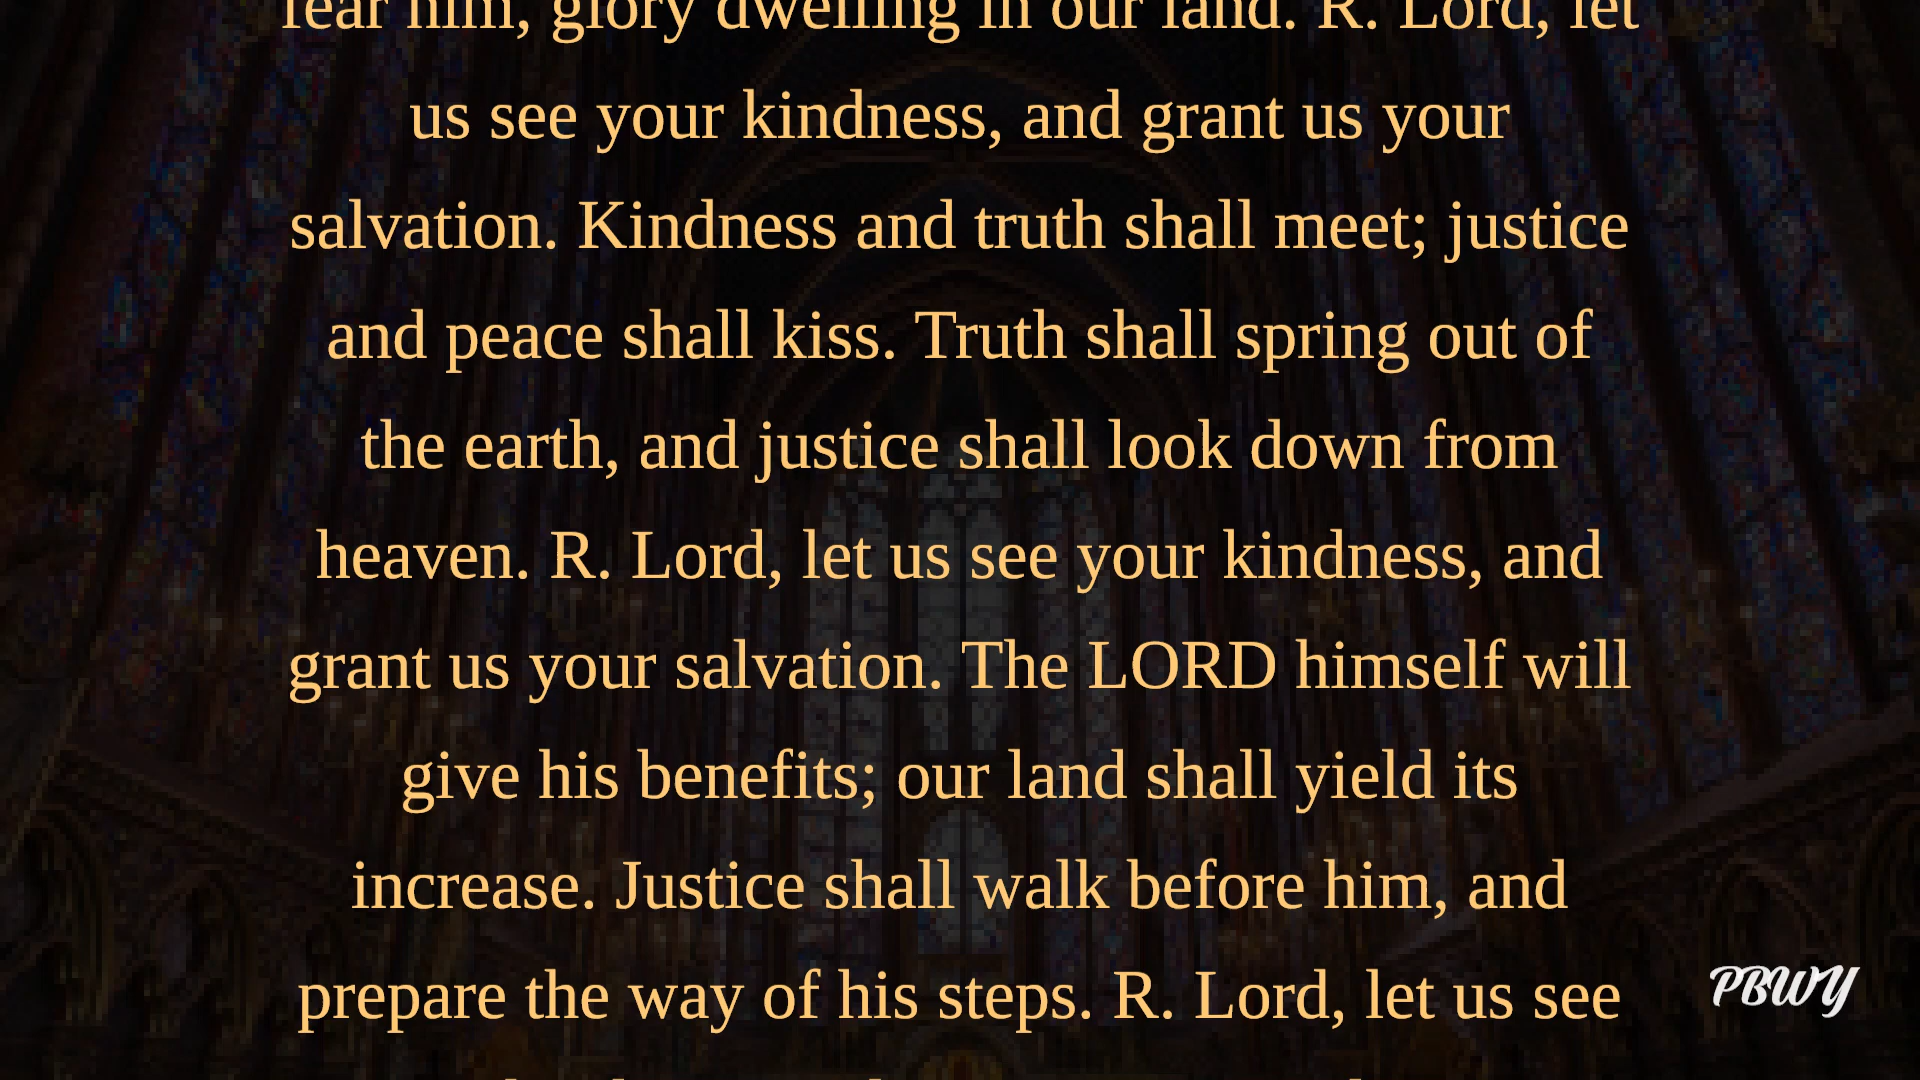 fear him, glory dwelling in our land. R. Lord, let
us see your kindness, and grant us your
salvation. Kindness and truth shall meet; justice
and peace shall kiss. Truth shall spring out of
the earth, and justice shall look down from
heaven. R. Lord, let us see your kindness, and
grant us your salvation. The LORD himself will
give his benefits; our land shall yield its
increase. Justice shall walk before him, and
prepare the way of his steps. R. Lord, let us see
PBWY